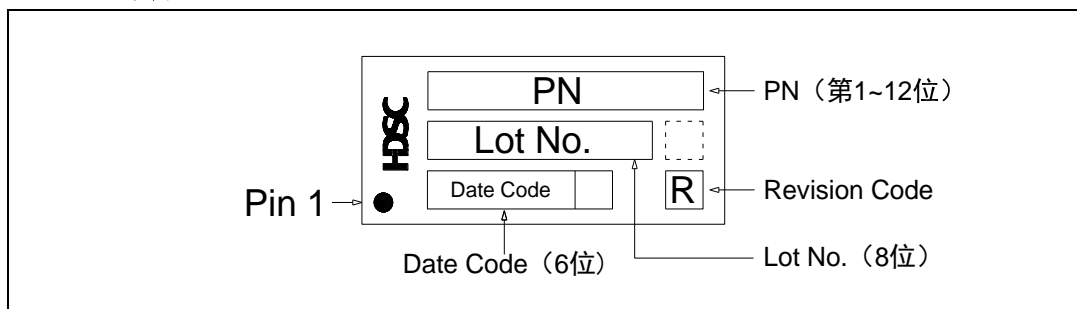 HDSC
PN
PN（第1~12位）
Lot No.
Date Code
R
Revision Code
Pin 1
Date Code（6位）
Lot No.（8位）